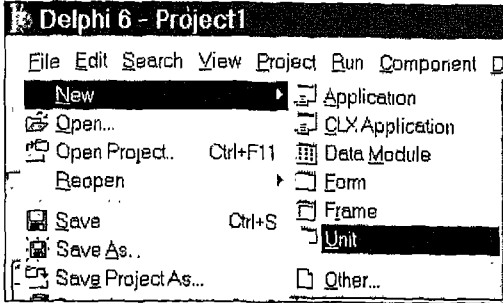 Delphi 6 - Project1
File Edit Search View Project Run Component D
New
Application
Open...
CLX Application
Open Project.. Ctrl+F11
Data Module
Reopen
Form
Frame
Save Ctrl+S
Unit
Save As..
Save Project As...
Other...